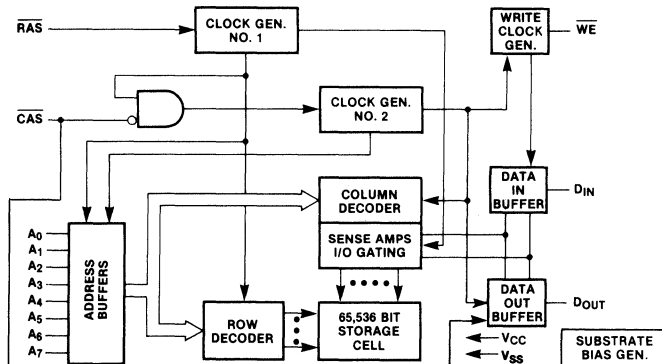 RAS
CLOCK GEN.
NO. 1
WRITE
CLOCK
GEN.
WE
CAS
CLOCK GEN.
NO. 2
DATA
IN
BUFFER
DIN
COLUMN
DECODER
SENSE AMPS
I/O GATING
A0
A1
A2
A3
A4
A5
A6
A7
ADDRESS
BUFFERS
ROW
DECODER
65,536 BIT
STORAGE
CELL
DATA
OUT
BUFFER
DOUT
VCC
VSS
SUBSTRATE
BIAS GEN.